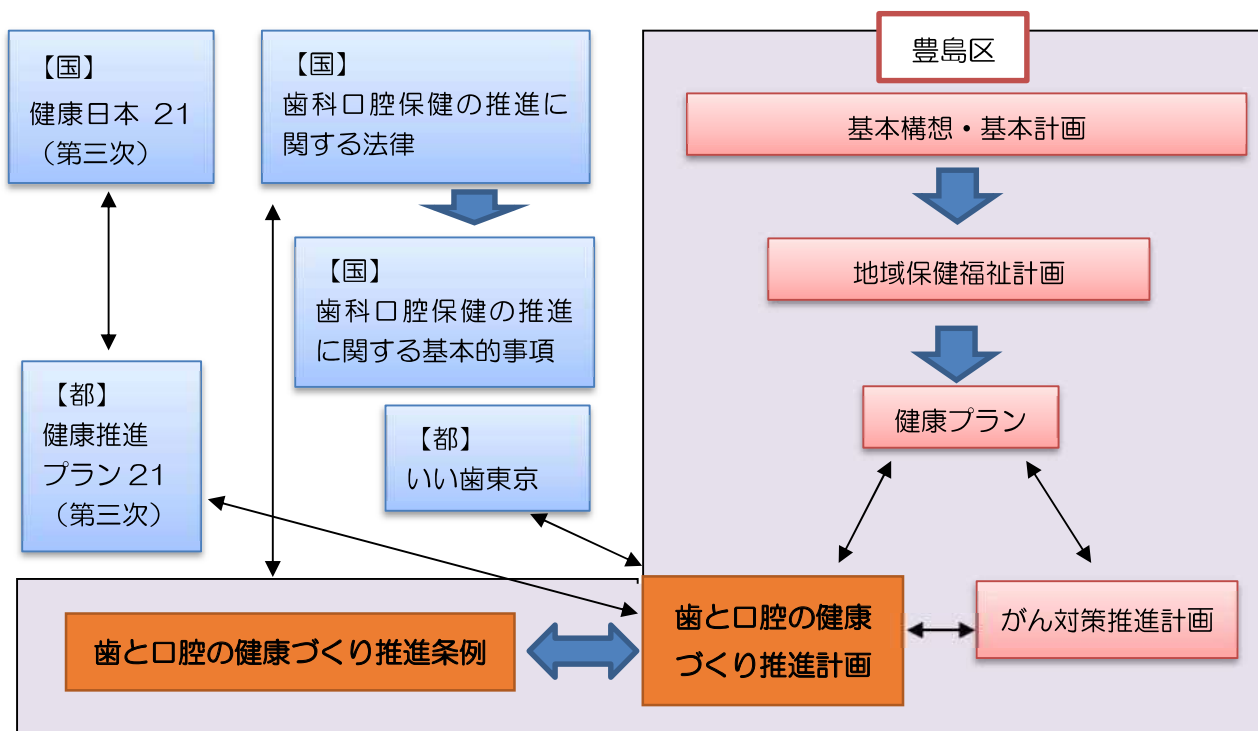 【国】
健康日本 21
(第三次)
【国】
歯科口腔保健の推進に
関する法律
【国】
歯科口腔保健の推進
に関する基本的事項
【都】
健康推進
プラン21
(第三次)
【都】
いい歯東京
豊島区
基本構想・基本計画
地域保健福祉計画
健康プラン
歯と口腔の健康づくり推進条例
歯と口腔の健康
づくり推進計画
がん対策推進計画